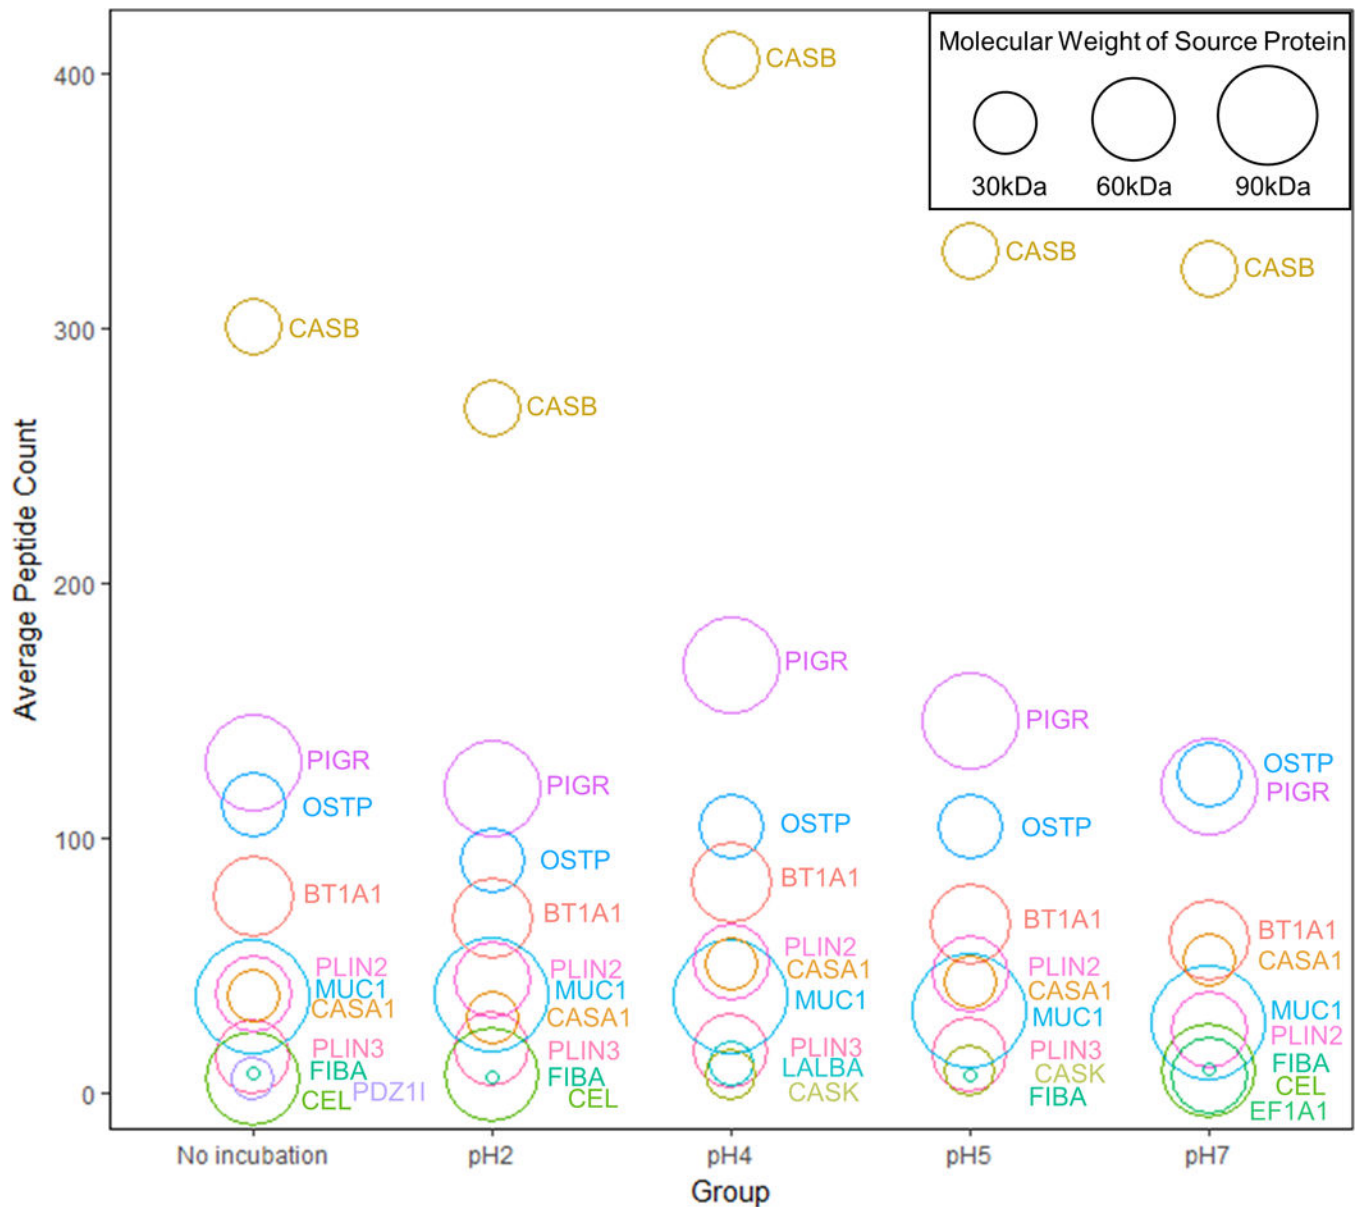 Molecular Weight of Source Protein
30kDa 60kDa 90kDa
Average Peptide Count
400
300
200
100
0
CASB
PIGR
OSTP
BT1A1
PLIN2
MUC1
CASA1
PLIN3
FIBA
CEL PDZ1I
CASB
PIGR
OSTP
BT1A1
PLIN2
MUC1
CASA1
PLIN3
FIBA
CEL
CASB
PIGR
OSTP
BT1A1
PLIN2
CASA1
MUC1
PLIN3
LALBA
CASK
CASB
PIGR
OSTP
BT1A1
PLIN2
CASA1
MUC1
PLIN3
CASK
FIBA
CASB
OSTP
PIGR
BT1A1
CASA1
MUC1
PLIN2
FIBA
CEL
EF1A1
No incubation pH2 pH4 pH5 pH7
Group